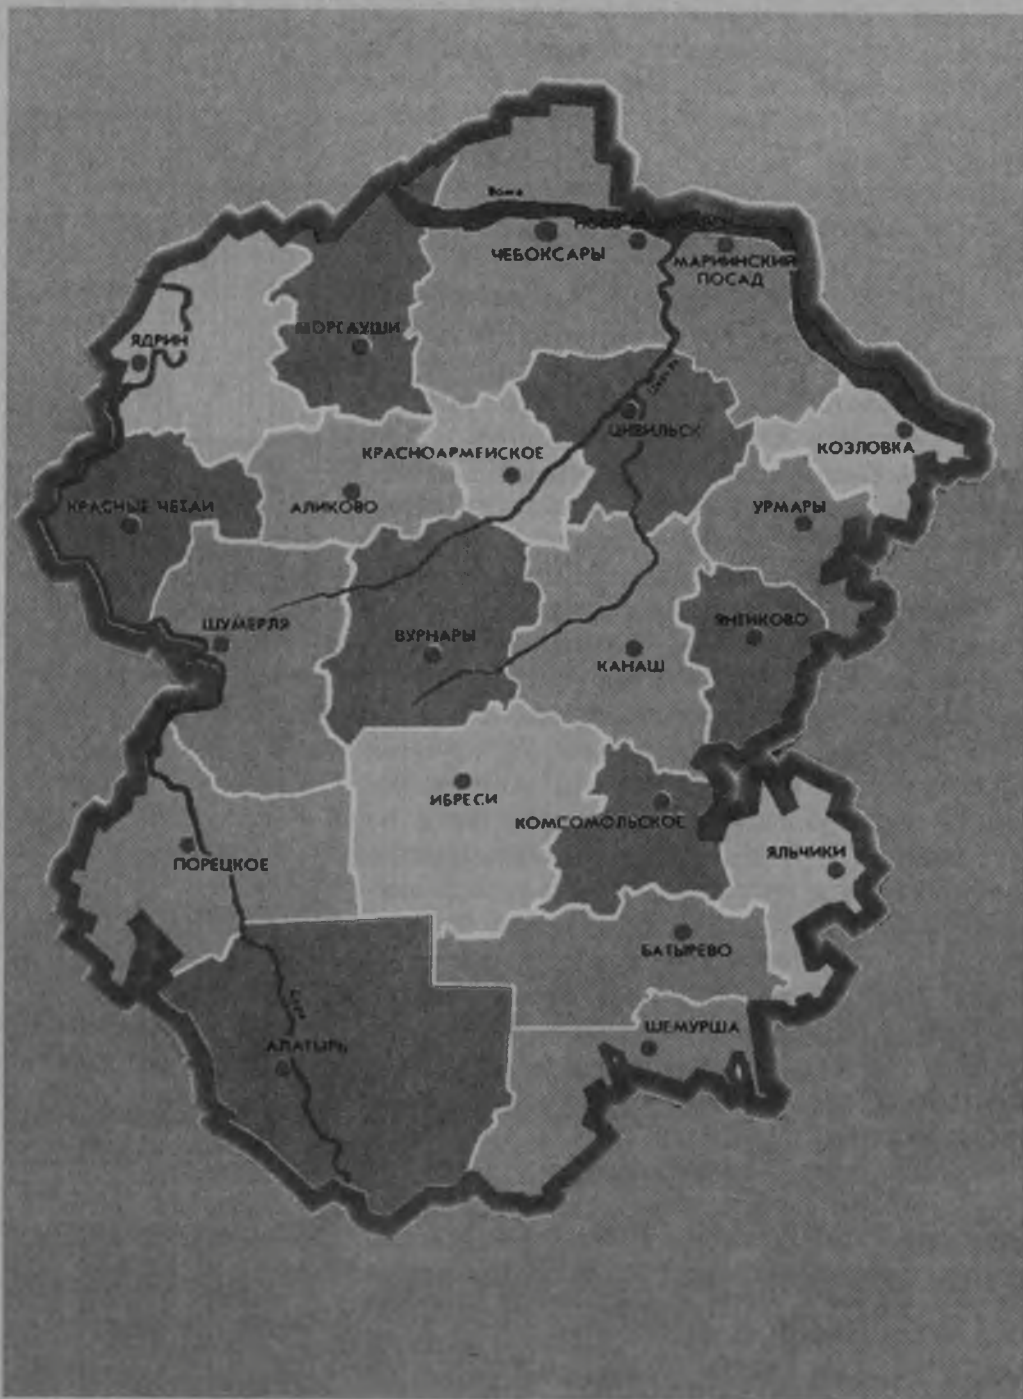 Волга
ЧЕБОКСАРЫ
МАРИИНСКИЙ
ПОСАД
МОРГАУШИ
ЯДРИН
ЦИВИЛЬСК
КОЗЛОВКА
КРАСНОАРМЕЙСКОЕ
КРАСНЫЕ ЧЕТАИ
АЛИКОВО
УРМАРЫ
ШУМЕРЛЯ
ВУРНАРЫ
ЯНТИКОВО
КАНАШ
ИБРЕСИ
КОМСОМОЛЬСКОЕ
ЯЛЬЧИКИ
ПОРЕЦКОЕ
БАТЫРЕВО
Сура
ШЕМУРША
АЛАТЫРЬ